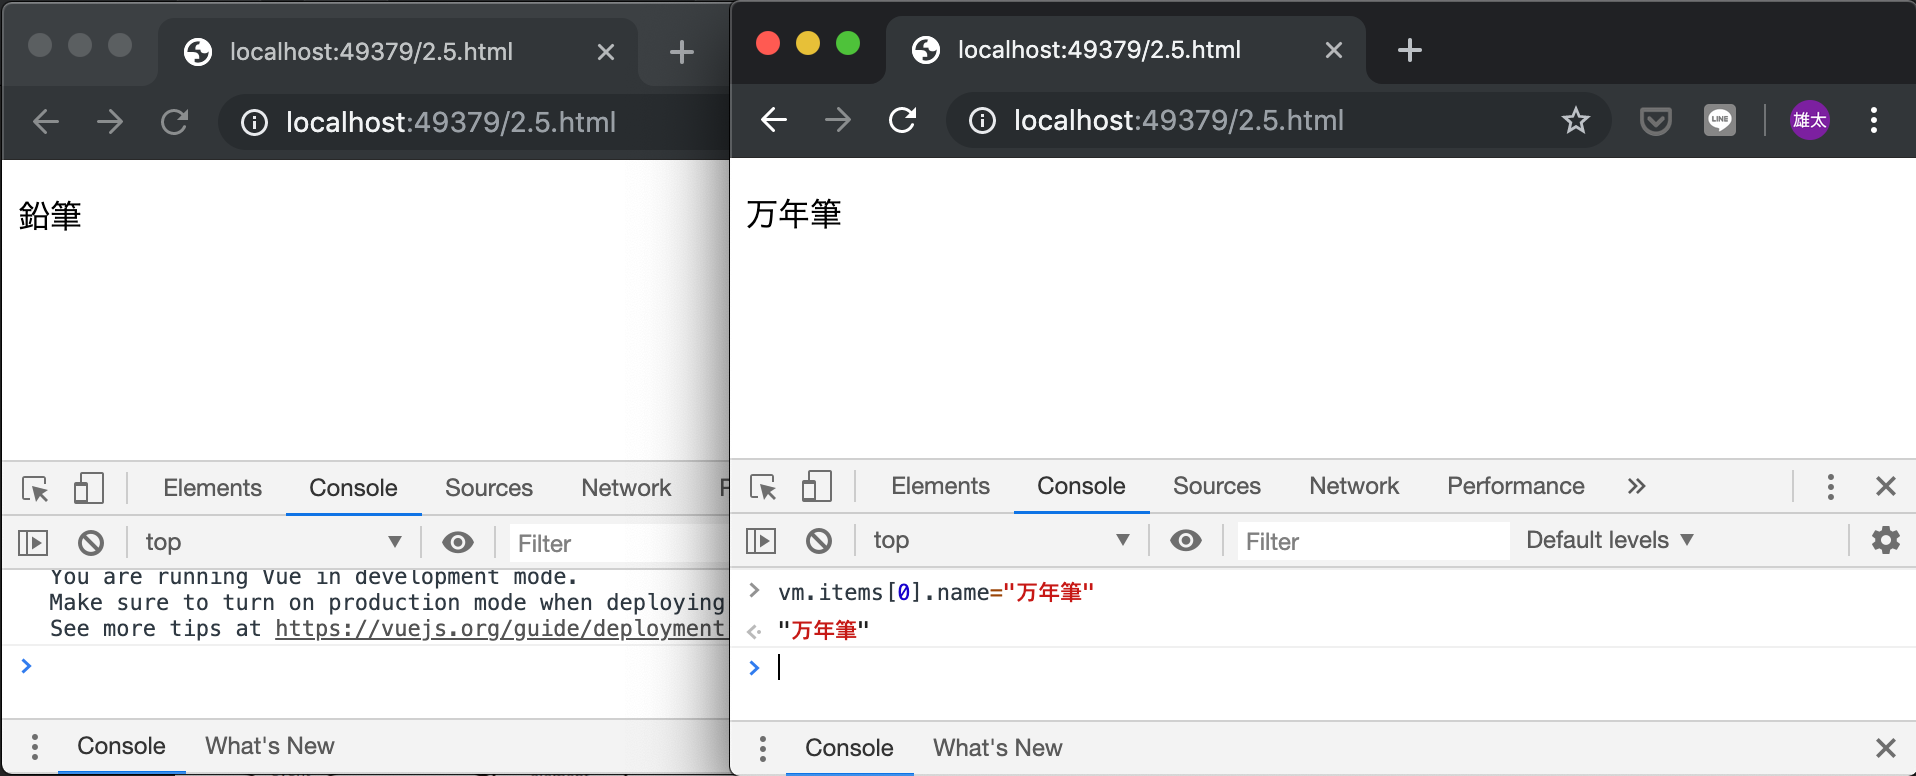 localhost:49379/2.5.html
localhost:49379/2.5.html
鉛筆
Elements Console Sources Network
top Filter
You are running Vue in development mode.
Make sure to turn on production mode when deploying
See more tips at https://vuejs.org/guide/deployment
>
Console What's New
localhost:49379/2.5.html
localhost:49379/2.5.html
LINE
雄太
万年筆
Elements Console Sources Network Performance »
top Filter Default levels
> vm.items[0].name="万年筆"
"万年筆"
>
Console What's New